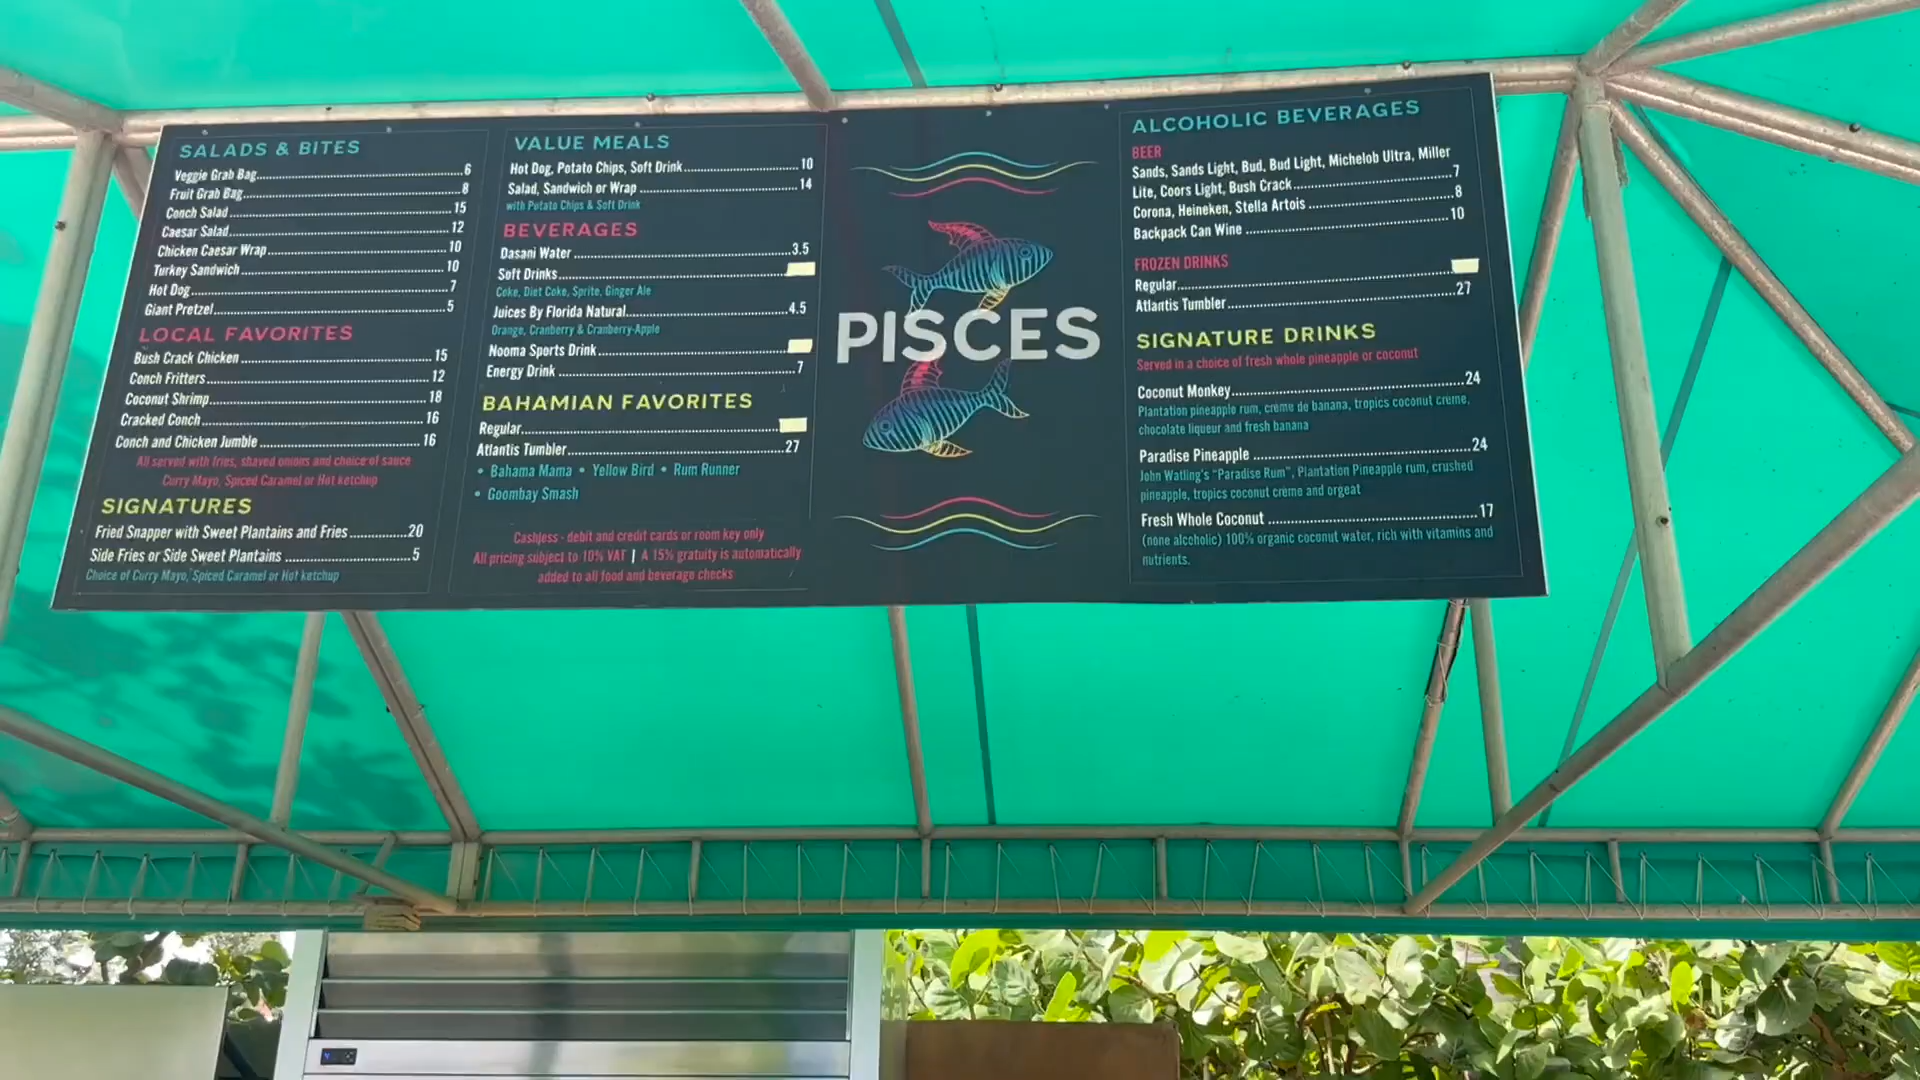 SALADS & BITES
Veggie Grab Bag 6
Fruit Grab Bag 8
Conch Salad 15
Caesar Salad 12
Chicken Caesar Wrap 10
Turkey Sandwich 10
Hot Dog 7
Giant Pretzel 5
LOCAL FAVORITES
Bush Crack Chicken 15
Conch Fritters 12
Coconut Shrimp 18
Cracked Conch 16
Conch and Chicken Jumble 16
All served with fries, shaved onions and choice of sauce
Curry Mayo, Spiced Caramel or Hot ketchup
SIGNATURES
Fried Snapper with Sweet Plantains and Fries 20
Side Fries or Side Sweet Plantains 5
Choice of Curry Mayo, Spiced Caramel or Hot ketchup
VALUE MEALS
Hot Dog, Potato Chips, Soft Drink 10
Salad, Sandwich or Wrap 14
with Potato Chips & Soft Drink
BEVERAGES
Dasani Water 3.5
Soft Drinks
Coke, Diet Coke, Sprite, Ginger Ale
Juices By Florida Natural 4.5
Orange, Cranberry & Cranberry-Apple
Nooma Sports Drink
Energy Drink 7
BAHAMIAN FAVORITES
Regular
Atlantis Tumbler 27
• Bahama Mama • Yellow Bird • Rum Runner
• Goombay Smash
Cashless - debit and credit cards or room key only
All pricing subject to 10% VAT | A 15% gratuity is automatically
added to all food and beverage checks
PISCES
ALCOHOLIC BEVERAGES
BEER
Sands, Sands Light, Bud, Bud Light, Michelob Ultra, Miller
Lite, Coors Light, Bush Crack 7
Corona, Heineken, Stella Artois 8
Backpack Can Wine 10
FROZEN DRINKS
Regular
Atlantis Tumbler 27
SIGNATURE DRINKS
Served in a choice of fresh whole pineapple or coconut
Coconut Monkey 24
Plantation pineapple rum, creme de banana, tropics coconut creme,
chocolate liqueur and fresh banana
Paradise Pineapple 24
John Watling's "Paradise Rum", Plantation Pineapple rum, crushed
pineapple, tropics coconut creme and orgeat
Fresh Whole Coconut 17
(none alcoholic) 100% organic coconut water, rich with vitamins and
nutrients.